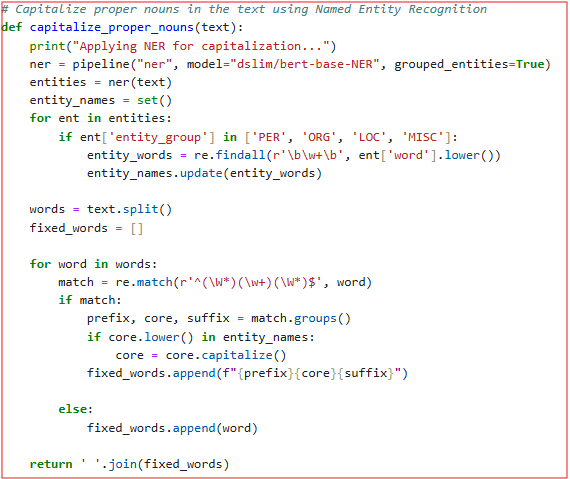 # Capitalize proper nouns in the text using Named Entity Recognition
def capitalize_proper_nouns(text):
    print("Applying NER for capitalization...")
    ner = pipeline("ner", model="dslim/bert-base-NER", grouped_entities=True)
    entities = ner(text)
    entity_names = set()
    for ent in entities:
        if ent['entity_group'] in ['PER', 'ORG', 'LOC', 'MISC']:
            entity_words = re.findall(r'\b\w+\b', ent['word'].lower())
            entity_names.update(entity_words)

    words = text.split()
    fixed_words = []

    for word in words:
        match = re.match(r'^(\W*)(\w+)(\W*)$', word)
        if match:
            prefix, core, suffix = match.groups()
            if core.lower() in entity_names:
                core = core.capitalize()
            fixed_words.append(f"{prefix}{core}{suffix}")

        else:
            fixed_words.append(word)

    return ' '.join(fixed_words)